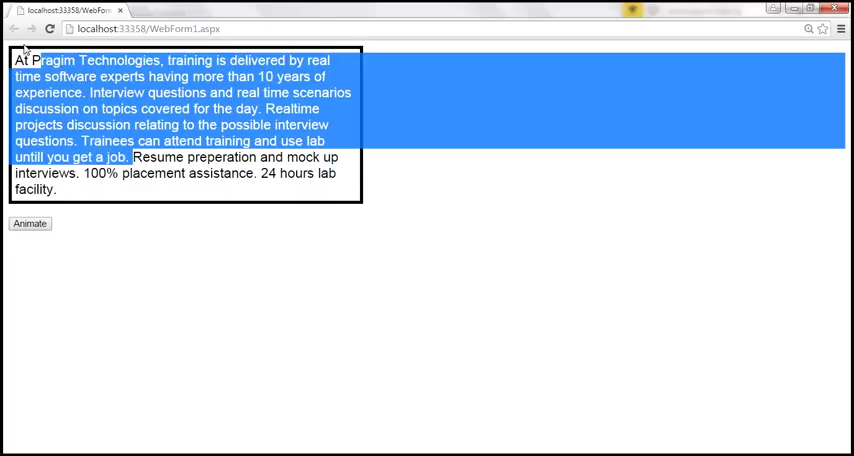 localhost:33358/WebForm
localhost:33358/WebForm1.aspx
At Pragim Technologies, training is delivered by real
time software experts having more than 10 years of
experience. Interview questions and real time scenarios
discussion on topics covered for the day. Realtime
projects discussion relating to the possible interview
questions. Trainees can attend training and use lab
untill you get a job. Resume preperation and mock up
interviews. 100% placement assistance. 24 hours lab
facility.
Animate